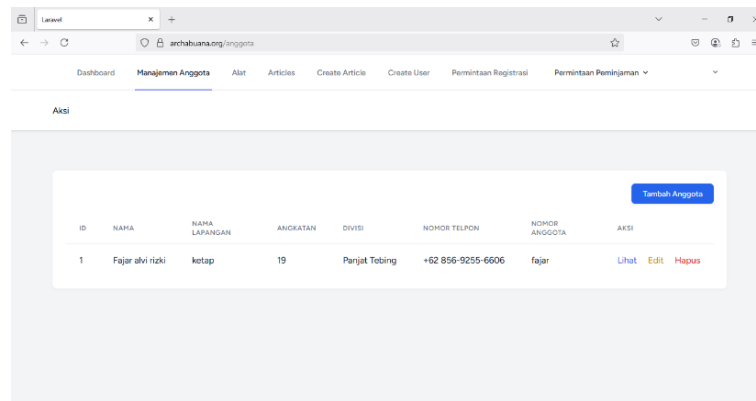 Laravel
archabuana.org/anggota
Dashboard Manajemen Anggota Alat Articles Create Article Create User Permintaan Registrasi Permintaan Peminjaman
Aksi
Tambah Anggota
ID NAMA NAMA LAPANGAN ANGKATAN DIVISI NOMOR TELPON NOMOR ANGGOTA AKSI
1 Fajar alvi rizki ketap 19 Panjat Tebing +62 856-9255-6606 fajar Lihat Edit Hapus